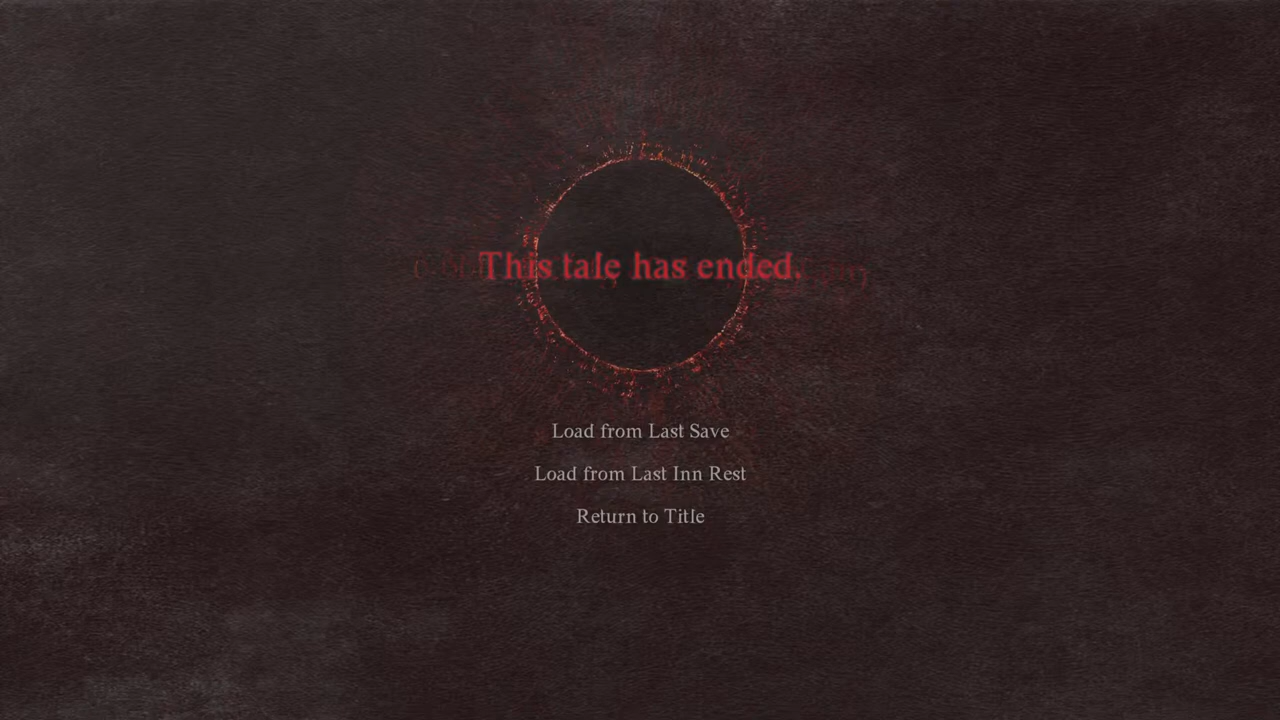 This tale has ended.
Load from Last Save
Load from Last Inn Rest
Return to Title